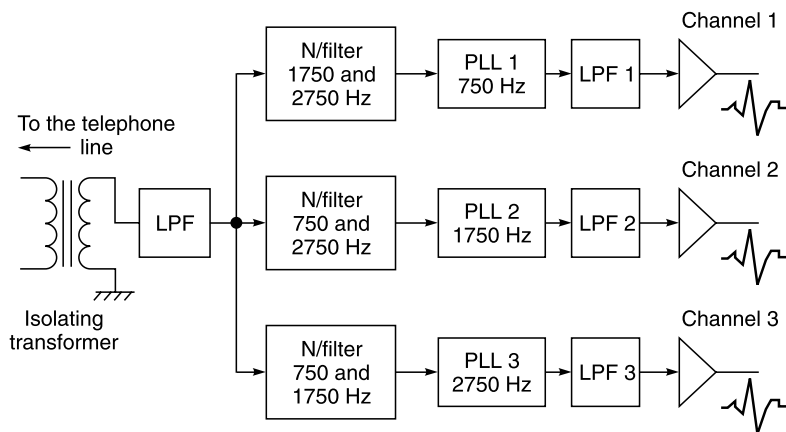 To the telephone
line
Isolating
transformer
LPF
N/filter
1750 and
2750 Hz
PLL 1
750 Hz
LPF 1
Channel 1
N/filter
750 and
2750 Hz
PLL 2
1750 Hz
LPF 2
Channel 2
N/filter
750 and
1750 Hz
PLL 3
2750 Hz
LPF 3
Channel 3